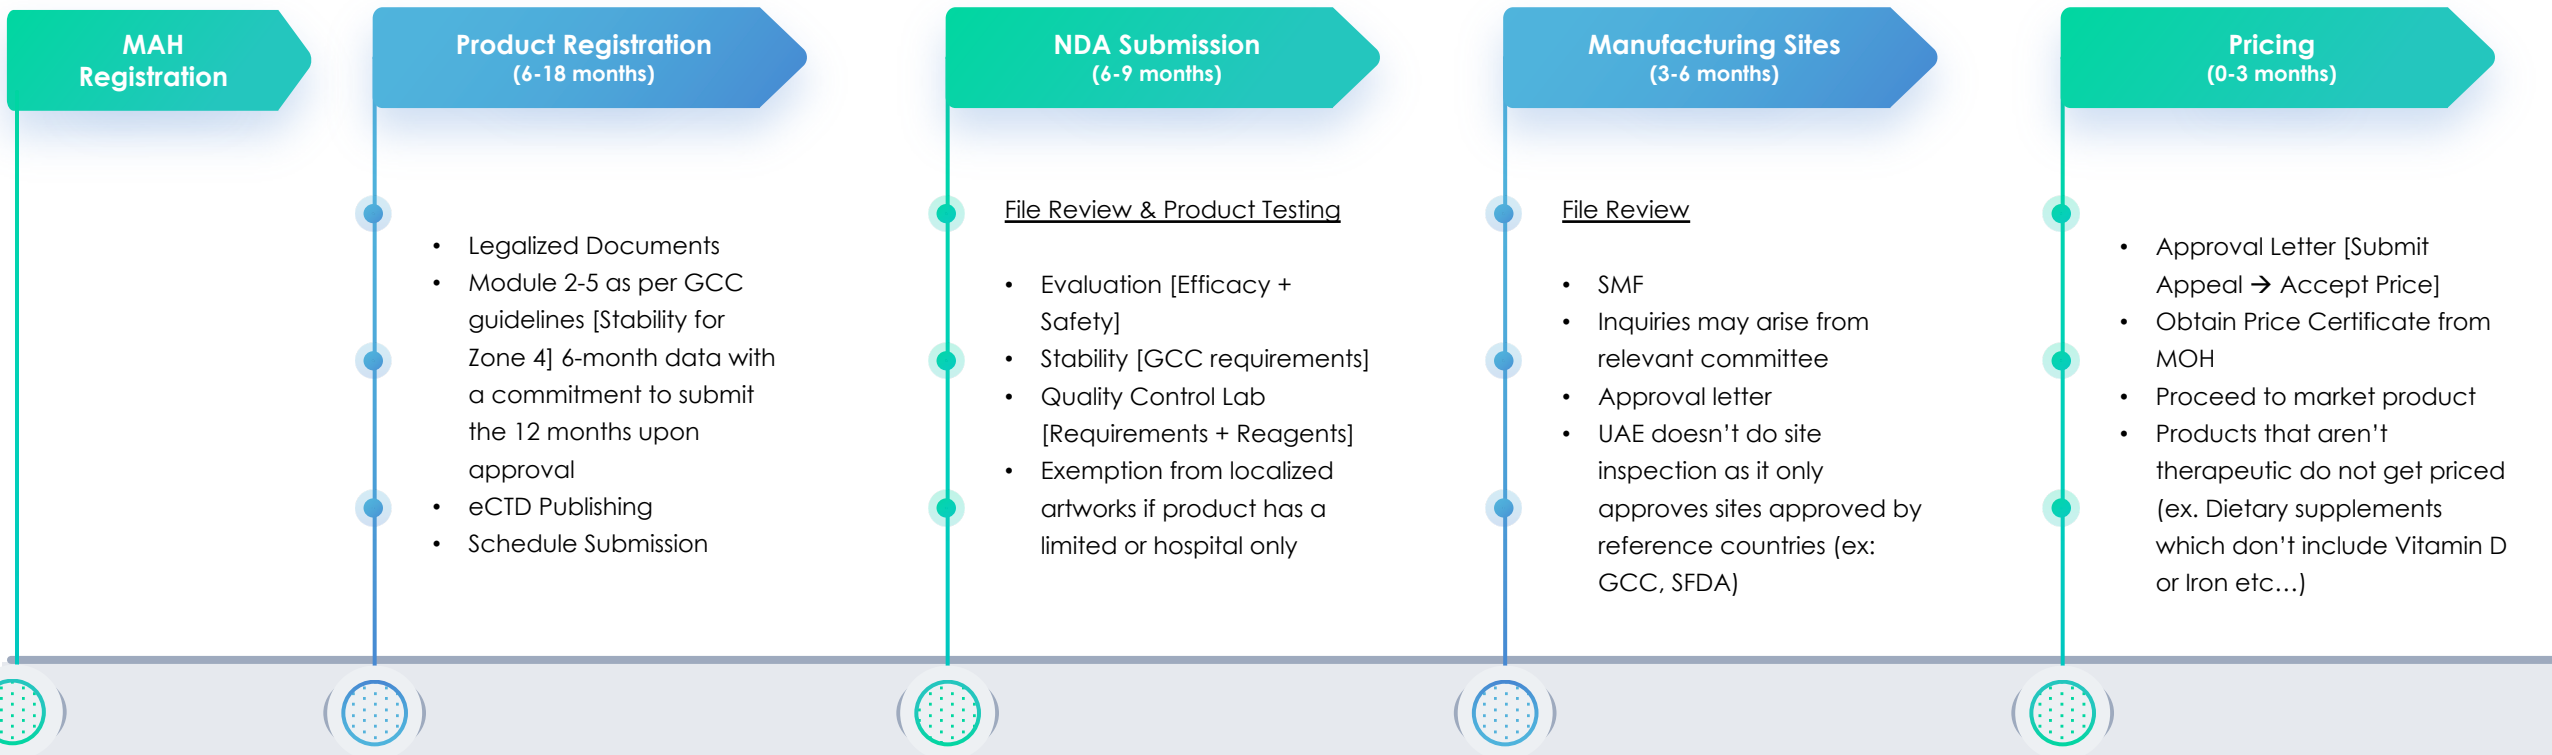 MAH
Registration
Product Registration
(6-18 months)
• Legalized Documents
• Module 2-5 as per GCC
guidelines [Stability for
Zone 4] 6-month data with
a commitment to submit
the 12 months upon
approval
• eCTD Publishing
• Schedule Submission
NDA Submission
(6-9 months)
File Review & Product Testing
• Evaluation [Efficacy +
Safety]
• Stability [GCC requirements]
• Quality Control Lab
[Requirements + Reagents]
• Exemption from localized
artworks if product has a
limited or hospital only
Manufacturing Sites
(3-6 months)
File Review
• SMF
• Inquiries may arise from
relevant committee
• Approval letter
• UAE doesn’t do site
inspection as it only
approves sites approved by
reference countries (ex:
GCC, SFDA)
Pricing
(0-3 months)
• Approval Letter [Submit
Appeal → Accept Price]
• Obtain Price Certificate from
MOH
• Proceed to market product
• Products that aren’t
therapeutic do not get priced
(ex. Dietary supplements
which don’t include Vitamin D
or Iron etc…)